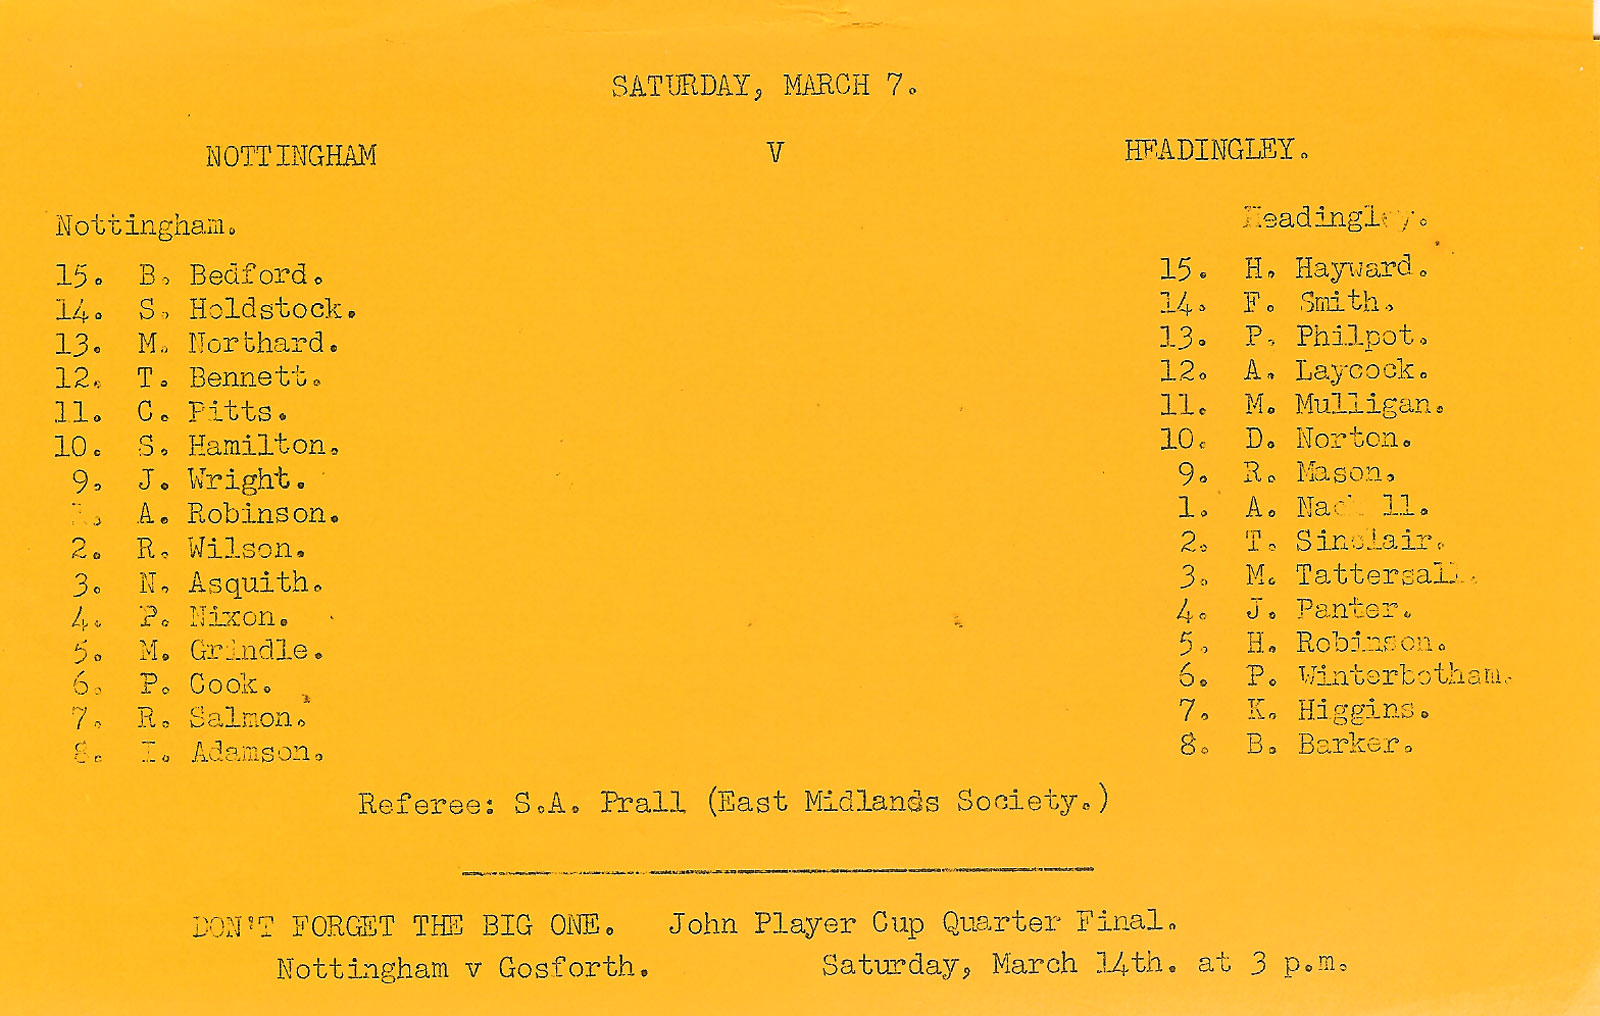 SATURDAY, MARCH 7.
NOTTINGHAM V HEADINGLEY.
Nottingham. Headingley.
15. B. Bedford. 15. H. Hayward.
14. S. Holdstock. 14. F. Smith.
13. M. Northard. 13. P. Philpot.
12. T. Bennett. 12. A. Laycock.
11. C. Pitts. 11. M. Mulligan.
10. S. Hamilton. 10. D. Norton.
9. J. Wright. 9. R. Mason.
1. A. Robinson. 1. A.
2. R. Wilson. 2. T. Sinclair.
3. N. Asquith. 3. M. Tattersall.
4. P. Nixon. 4. J. Panter.
5. M. Grindle. 5. H. Robinson.
6. P. Cook. 6. P. Winterbotham.
7. R. Salmon. 7. K. Higgins.
8. I. Adamson. 8. B. Barker.
Referee: S.A. Prall (East Midlands Society.)
DON'T FORGET THE BIG ONE. John Player Cup Quarter Final.
Nottingham v Gosforth. Saturday, March 14th. at 3 p.m.